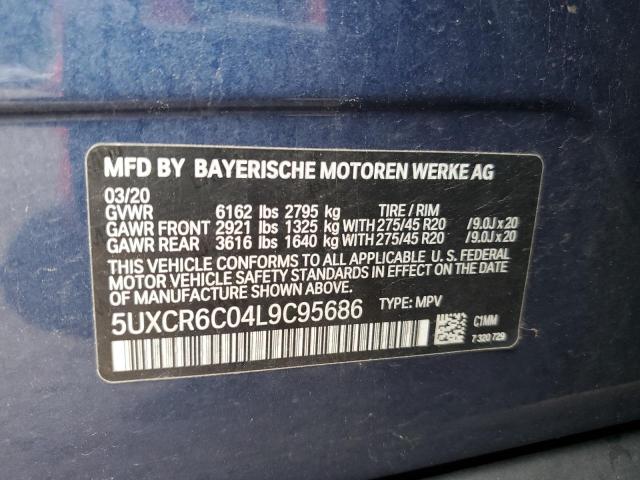 MFD BY BAYERISCHE MOTOREN WERKE AG
03/20
GVWR 6162 lbs 2795 kg TIRE / RIM
GAWR FRONT 2921 lbs 1325 kg WITH 275/45 R20 /9.0J x 20
GAWR REAR 3616 lbs 1640 kg WITH 275/45 R20 /9.0J x 20
THIS VEHICLE CONFORMS TO ALL APPLICABLE U. S. FEDERAL
MOTOR VEHICLE SAFETY STANDARDS IN EFFECT ON THE
DATE OF MANUFACTURE SHOWN ABOVE.
5UXCR6C04L9C95686 TYPE: MPV
C1MM
7 320 729